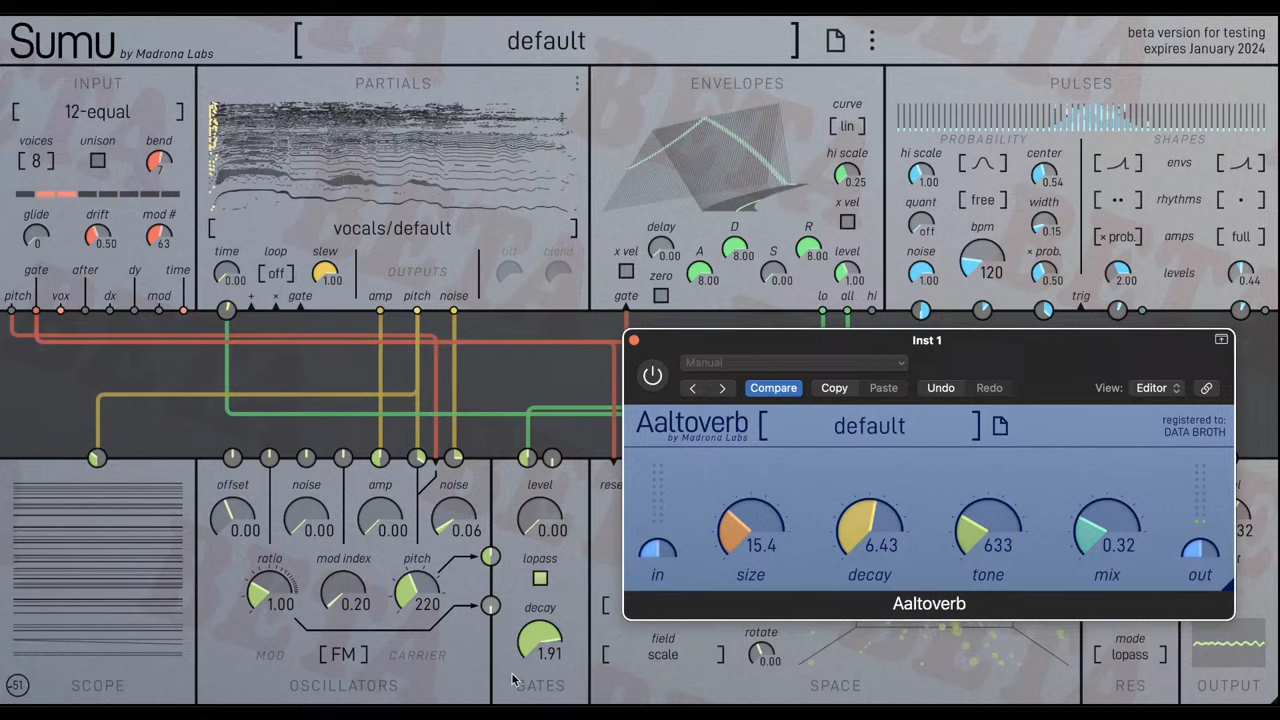 Sumu by Madrona Labs
[ default ]
beta version for testing
expires January 2024
INPUT
[ 12-equal ]
voices unison bend
[ 8 ] 7
glide drift mod #
0 0.50 63
gate after dy time
pitch vox dx mod
PARTIALS
[ vocals/default ]
time loop slew
0.00 [ off ] 1.00
OUTPUTS
tilt blend
+ × gate amp pitch noise
ENVELOPES
curve
[ lin ]
hi scale
0.25
x vel
delay D R
0.00 8.00 8.00
x vel A S level
zero 8.00 0.00 1.00
gate lo all hi
PULSES
PROBABILITY SHAPES
hi scale center envs
1.00 0.54
quant [ free ] width rhythms
off 0.15
bpm [ × prob. ] amps [ full ]
noise 120 × prob. levels
1.00 0.50 2.00 0.44
trig
Inst 1
Manual
Compare Copy Paste Undo Redo View: Editor
Aaltoverb [ default ]
by Madrona Labs
registered to:
DATA BROTH
15.4 6.43 633 0.32
in size decay tone mix out
Aaltoverb
offset noise amp noise level
0.00 0.00 0.00 0.06 0.00
ratio mod index pitch lopass
1.00 0.20 220
decay
1.91
MOD [ FM ] CARRIER
-51 SCOPE OSCILLATORS GATES
field
[ scale ]
rotate
0.00
SPACE
mode
[ lopass ]
RES
OUTPUT